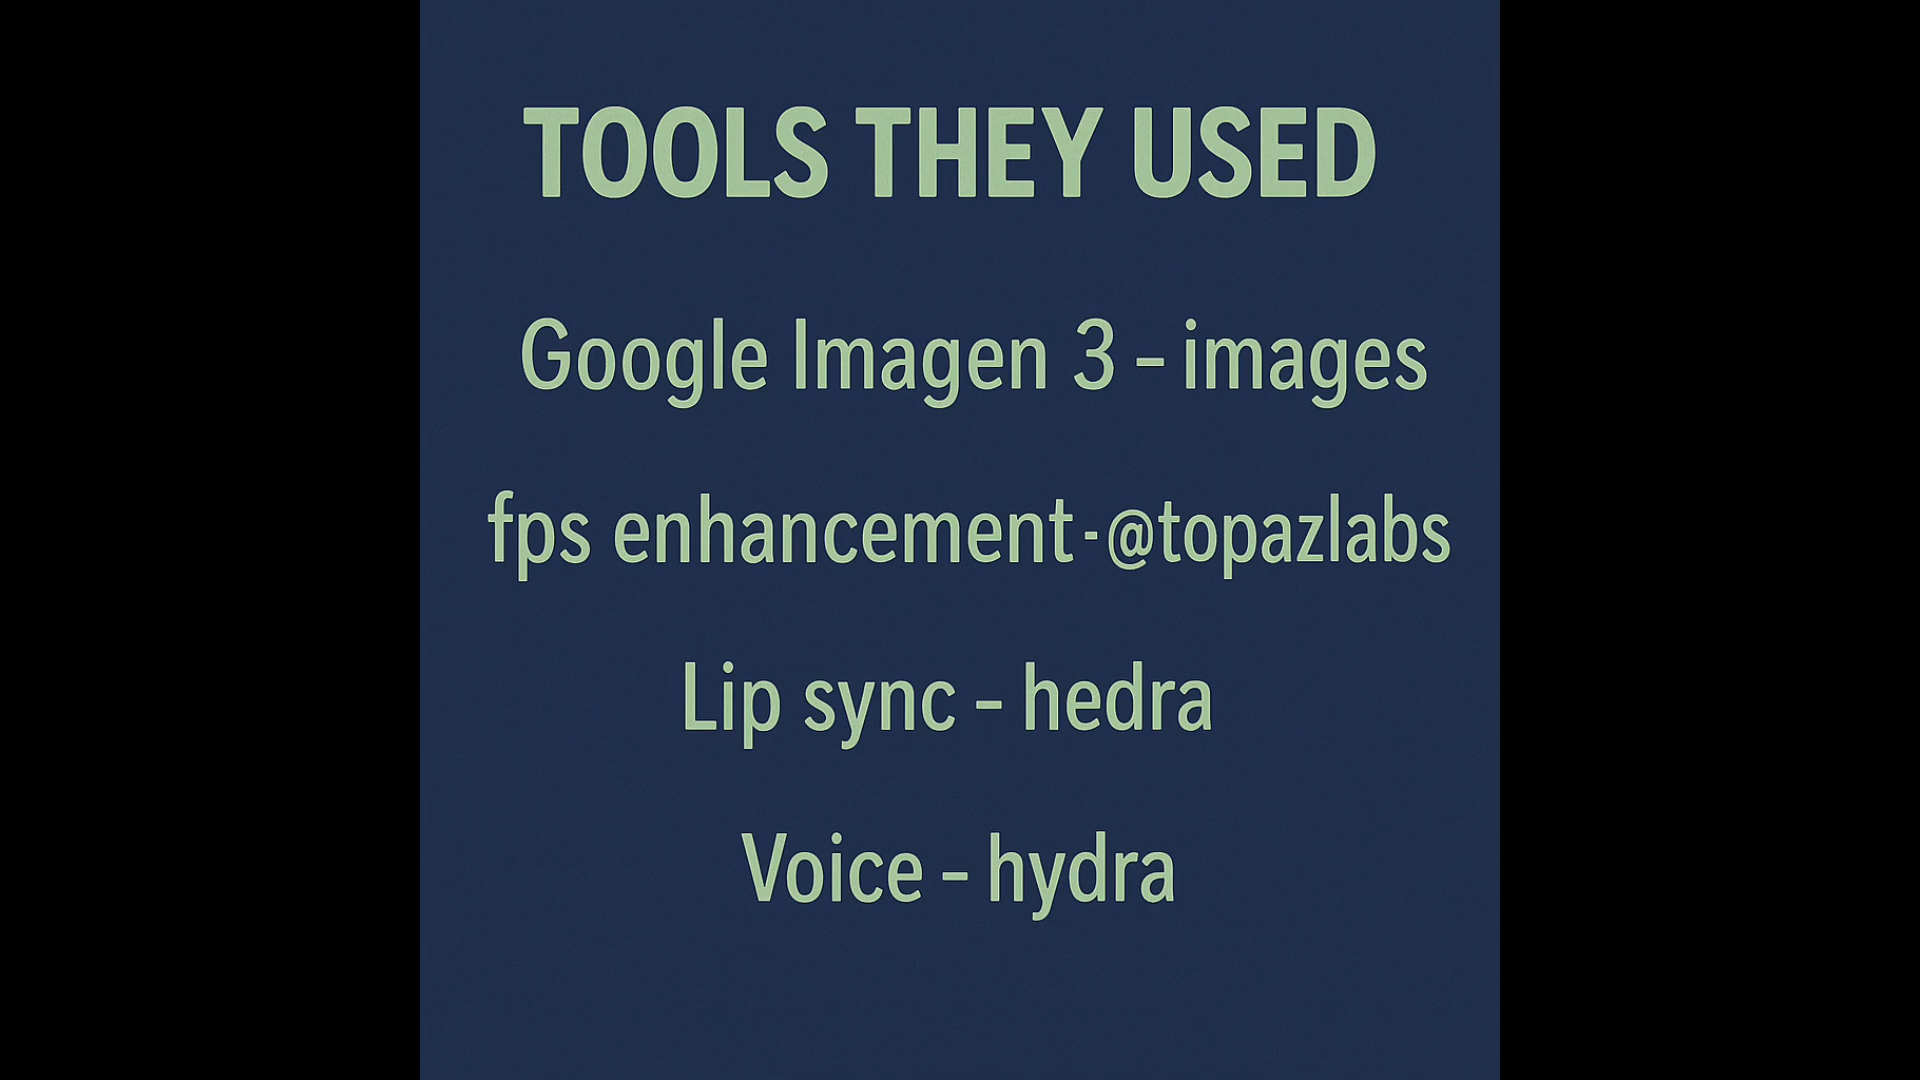 TOOLS THEY USED
Google Imagen 3 – images
fps enhancement - @topazlabs
Lip sync – hedra
Voice – hydra